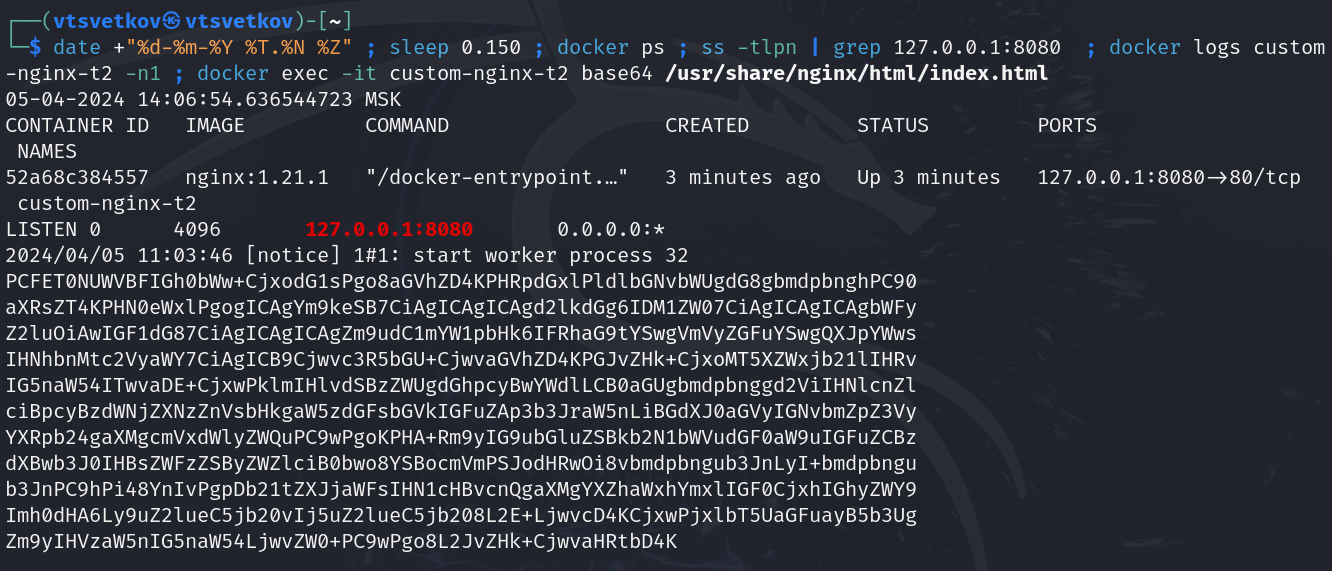 ┌──(vtsvetkov㉿vtsvetkov)-[~]
└─$ date +"%d-%m-%Y %T.%N %Z" ; sleep 0.150 ; docker ps ; ss -tlpn | grep 127.0.0.1:8080  ; docker logs custom
-nginx-t2 -n1 ; docker exec -it custom-nginx-t2 base64 /usr/share/nginx/html/index.html
05-04-2024 14:06:54.636544723 MSK
CONTAINER ID   IMAGE          COMMAND                  CREATED         STATUS         PORTS
 NAMES
52a68c384557   nginx:1.21.1   "/docker-entrypoint.…"   3 minutes ago   Up 3 minutes   127.0.0.1:8080->80/tcp
 custom-nginx-t2
LISTEN 0      4096       127.0.0.1:8080       0.0.0.0:*
2024/04/05 11:03:46 [notice] 1#1: start worker process 32
PCFET0NUWVBFIGh0bWw+CjxodG1sPgo8aGVhZD4KPHRpdGxlPldlbGNvbWUgdG8gbmdpbnghPC90
aXRsZT4KPHN0eWxlPgogICAgYm9keSB7CiAgICAgICAgd2lkdGg6IDM1ZW07CiAgICAgICAgbWFy
Z2luOiAwIGF1dG87CiAgICAgICAgZm9udC1mYW1pbHk6IFRhaG9tYSwgVmVyZGFuYSwgQXJpYWws
IHNhbnMtc2VyaWY7CiAgICB9Cjwvc3R5bGU+CjwvaGVhZD4KPGJvZHk+CjxoMT5XZWxjb21lIHRv
IG5naW54ITwvaDE+CjxwPklmIHlvdSBzZWUgdGhpcyBwYWdlLCB0aGUgbmdpbnggd2ViIHNlcnZl
ciBpcyBzdWNjZXNzZnVsbHkgaW5zdGFsbGVkIGFuZAp3b3JraW5nLiBGdXJ0aGVyIGNvbmZpZ3Vy
YXRpb24gaXMgcmVxdWlyZWQuPC9wPgoKPHA+Rm9yIG9ubGluZSBkb2N1bWVudGF0aW9uIGFuZCBz
dXBwb3J0IHBsZWFzZSByZWZlciB0bwo8YSBocmVmPSJodHRwOi8vbmdpbngub3JnLyI+bmdpbngu
b3JnPC9hPi48YnIvPgpDb21tZXJjaWFsIHN1cHBvcnQgaXMgYXZhaWxhYmxlIGF0CjxhIGhyZWY9
Imh0dHA6Ly9uZ2lueC5jb20vIj5uZ2lueC5jb208L2E+LjwvcD4KCjxwPjxlbT5UaGFuayB5b3Ug
Zm9yIHVzaW5nIG5naW54LjwvZW0+PC9wPgo8L2JvZHk+CjwvaHRtbD4K